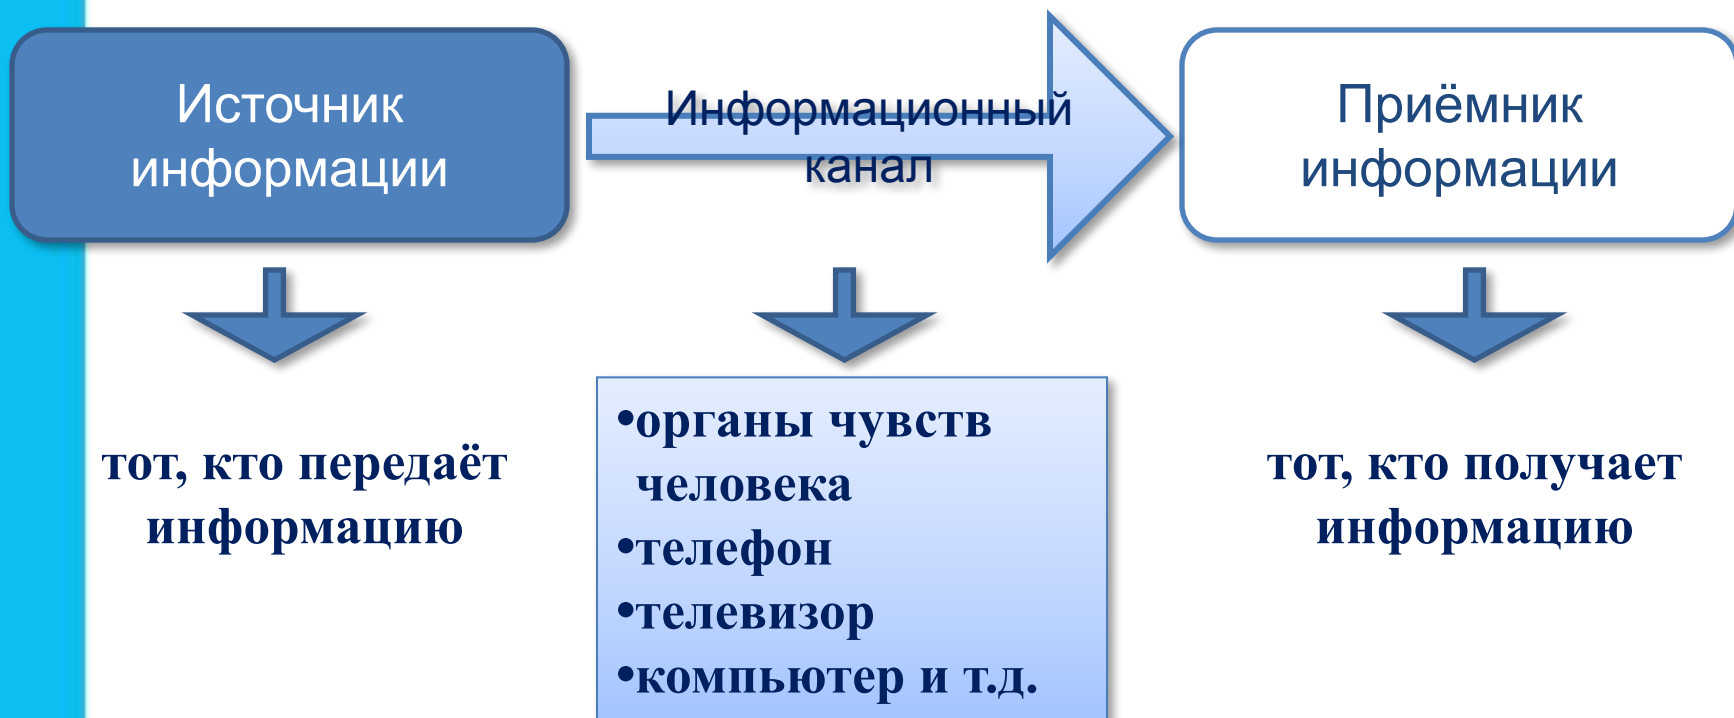 Источник
информации
Информационный
канал
Приёмник
информации
тот, кто передаёт
информацию
•органы чувств
человека
•телефон
•телевизор
•компьютер и т.д.
тот, кто получает
информацию